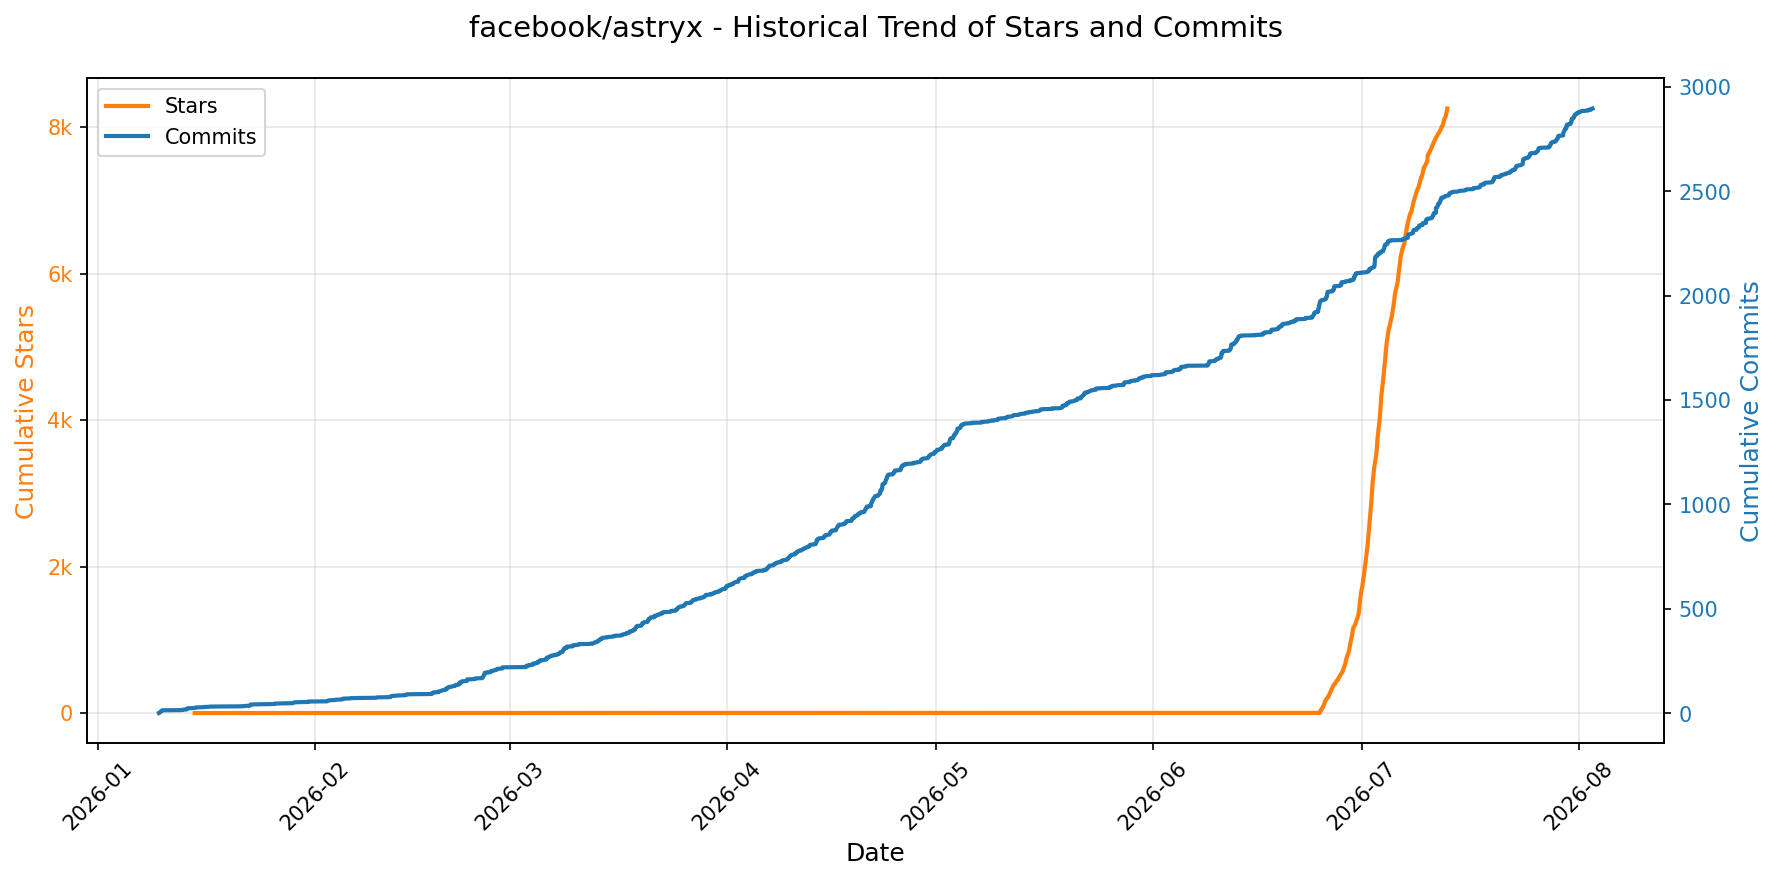 facebook/astryx - Historical Trend of Stars and Commits
Stars
Commits
8k
6k
4k
2k
0
Cumulative Stars
3000
2500
2000
1500
1000
500
0
Cumulative Commits
2026-01
2026-02
2026-03
2026-04
2026-05
2026-06
2026-07
2026-08
Date